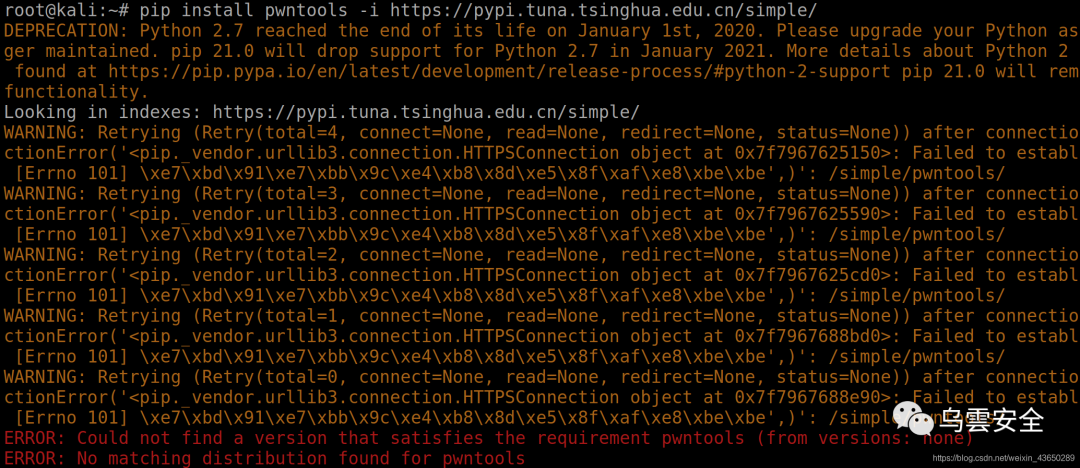 root@kali:~# pip install pwntools -i https://pypi.tuna.tsinghua.edu.cn/simple/
DEPRECATION: Python 2.7 reached the end of its life on January 1st, 2020. Please upgrade your Python as
ger maintained. pip 21.0 will drop support for Python 2.7 in January 2021. More details about Python 2
found at https://pip.pypa.io/en/latest/development/release-process/#python-2-support pip 21.0 will rem
functionality.
Looking in indexes: https://pypi.tuna.tsinghua.edu.cn/simple/
WARNING: Retrying (Retry(total=4, connect=None, read=None, redirect=None, status=None)) after connectio
ctionError('<pip._vendor.urllib3.connection.HTTPSConnection object at 0x7f7967625150>: Failed to establ
[Errno 101] \xe7\xbd\x91\xe7\xbb\x9c\xe4\xb8\x8d\xe5\x8f\xaf\xe8\xbe\xbe',)': /simple/pwntools/
WARNING: Retrying (Retry(total=3, connect=None, read=None, redirect=None, status=None)) after connectio
ctionError('<pip._vendor.urllib3.connection.HTTPSConnection object at 0x7f7967625590>: Failed to establ
[Errno 101] \xe7\xbd\x91\xe7\xbb\x9c\xe4\xb8\x8d\xe5\x8f\xaf\xe8\xbe\xbe',)': /simple/pwntools/
WARNING: Retrying (Retry(total=2, connect=None, read=None, redirect=None, status=None)) after connectio
ctionError('<pip._vendor.urllib3.connection.HTTPSConnection object at 0x7f7967625cd0>: Failed to establ
[Errno 101] \xe7\xbd\x91\xe7\xbb\x9c\xe4\xb8\x8d\xe5\x8f\xaf\xe8\xbe\xbe',)': /simple/pwntools/
WARNING: Retrying (Retry(total=1, connect=None, read=None, redirect=None, status=None)) after connectio
ctionError('<pip._vendor.urllib3.connection.HTTPSConnection object at 0x7f7967688bd0>: Failed to establ
[Errno 101] \xe7\xbd\x91\xe7\xbb\x9c\xe4\xb8\x8d\xe5\x8f\xaf\xe8\xbe\xbe',)': /simple/pwntools/
WARNING: Retrying (Retry(total=0, connect=None, read=None, redirect=None, status=None)) after connectio
ctionError('<pip._vendor.urllib3.connection.HTTPSConnection object at 0x7f7967688e90>: Failed to establ
[Errno 101] \xe7\xbd\x91\xe7\xbb\x9c\xe4\xb8\x8d\xe5\x8f\xaf\xe8\xbe\xbe',)': /simple/pwntools/
乌雲安全
ERROR: Could not find a version that satisfies the requirement pwntools (from versions: none)
ERROR: No matching distribution found for pwntools
https://blog.csdn.net/weixin_43650289